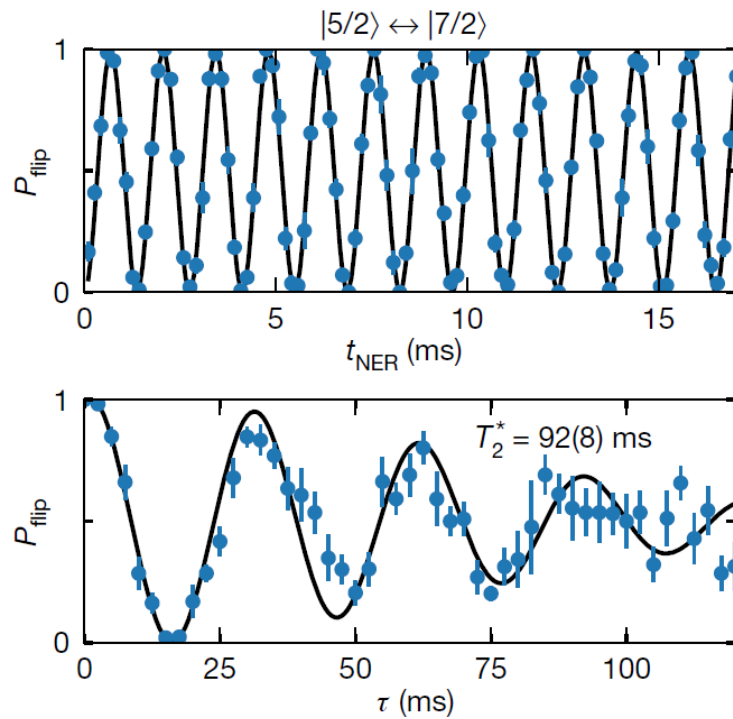 |5/2⟩ ↔ |7/2⟩
1
P_flip
0
0 5 10 15
t_NER (ms)
1
T_2^* = 92(8) ms
P_flip
0
0 25 50 75 100
τ (ms)